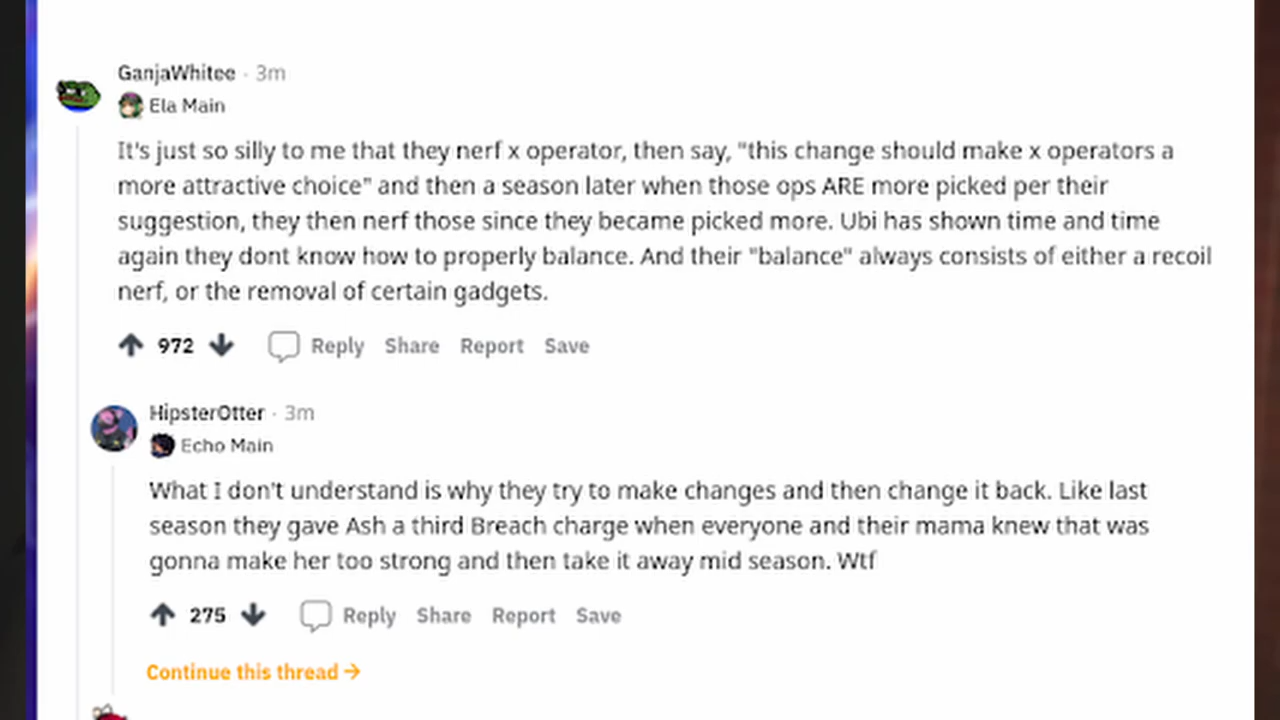 GanjaWhitee · 3m
Ela Main
It's just so silly to me that they nerf x operator, then say, "this change should make x operators a
more attractive choice" and then a season later when those ops ARE more picked per their
suggestion, they then nerf those since they became picked more. Ubi has shown time and time
again they dont know how to properly balance. And their "balance" always consists of either a recoil
nerf, or the removal of certain gadgets.
972 Reply Share Report Save
HipsterOtter · 3m
Echo Main
What I don't understand is why they try to make changes and then change it back. Like last
season they gave Ash a third Breach charge when everyone and their mama knew that was
gonna make her too strong and then take it away mid season. Wtf
275 Reply Share Report Save
Continue this thread →